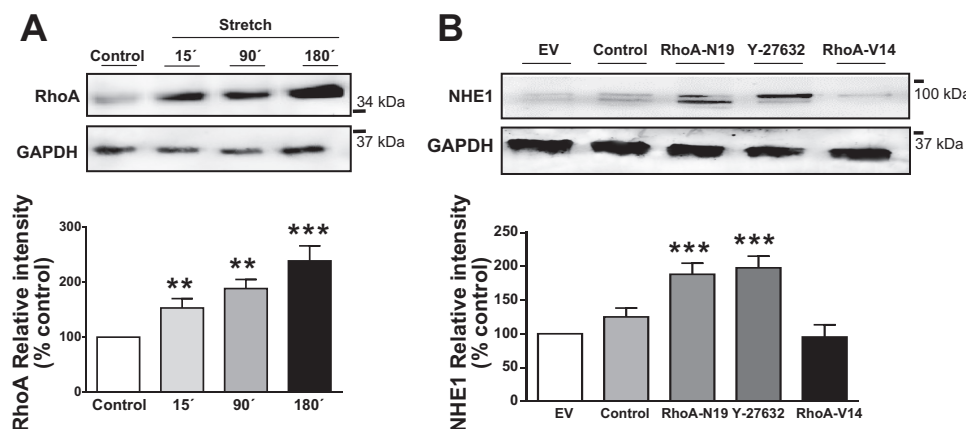 A
Stretch
Control 15´ 90´ 180´
RhoA
34 kDa
GAPDH
37 kDa
RhoA Relative intensity
(% control)
300
200
100
0
** ** ***
Control 15´ 90´ 180´
B
EV Control RhoA-N19 Y-27632 RhoA-V14
NHE1
100 kDa
GAPDH
37 kDa
NHE1 Relative intensity
(% control)
250
200
150
100
50
0
*** ***
EV Control RhoA-N19 Y-27632 RhoA-V14